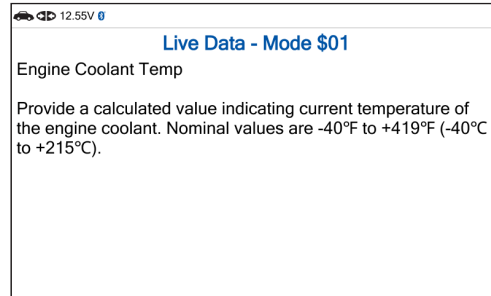 12.55V
Live Data - Mode $01
Engine Coolant Temp
Provide a calculated value indicating current temperature of
the engine coolant. Nominal values are -40°F to +419°F (-40℃
to +215℃).